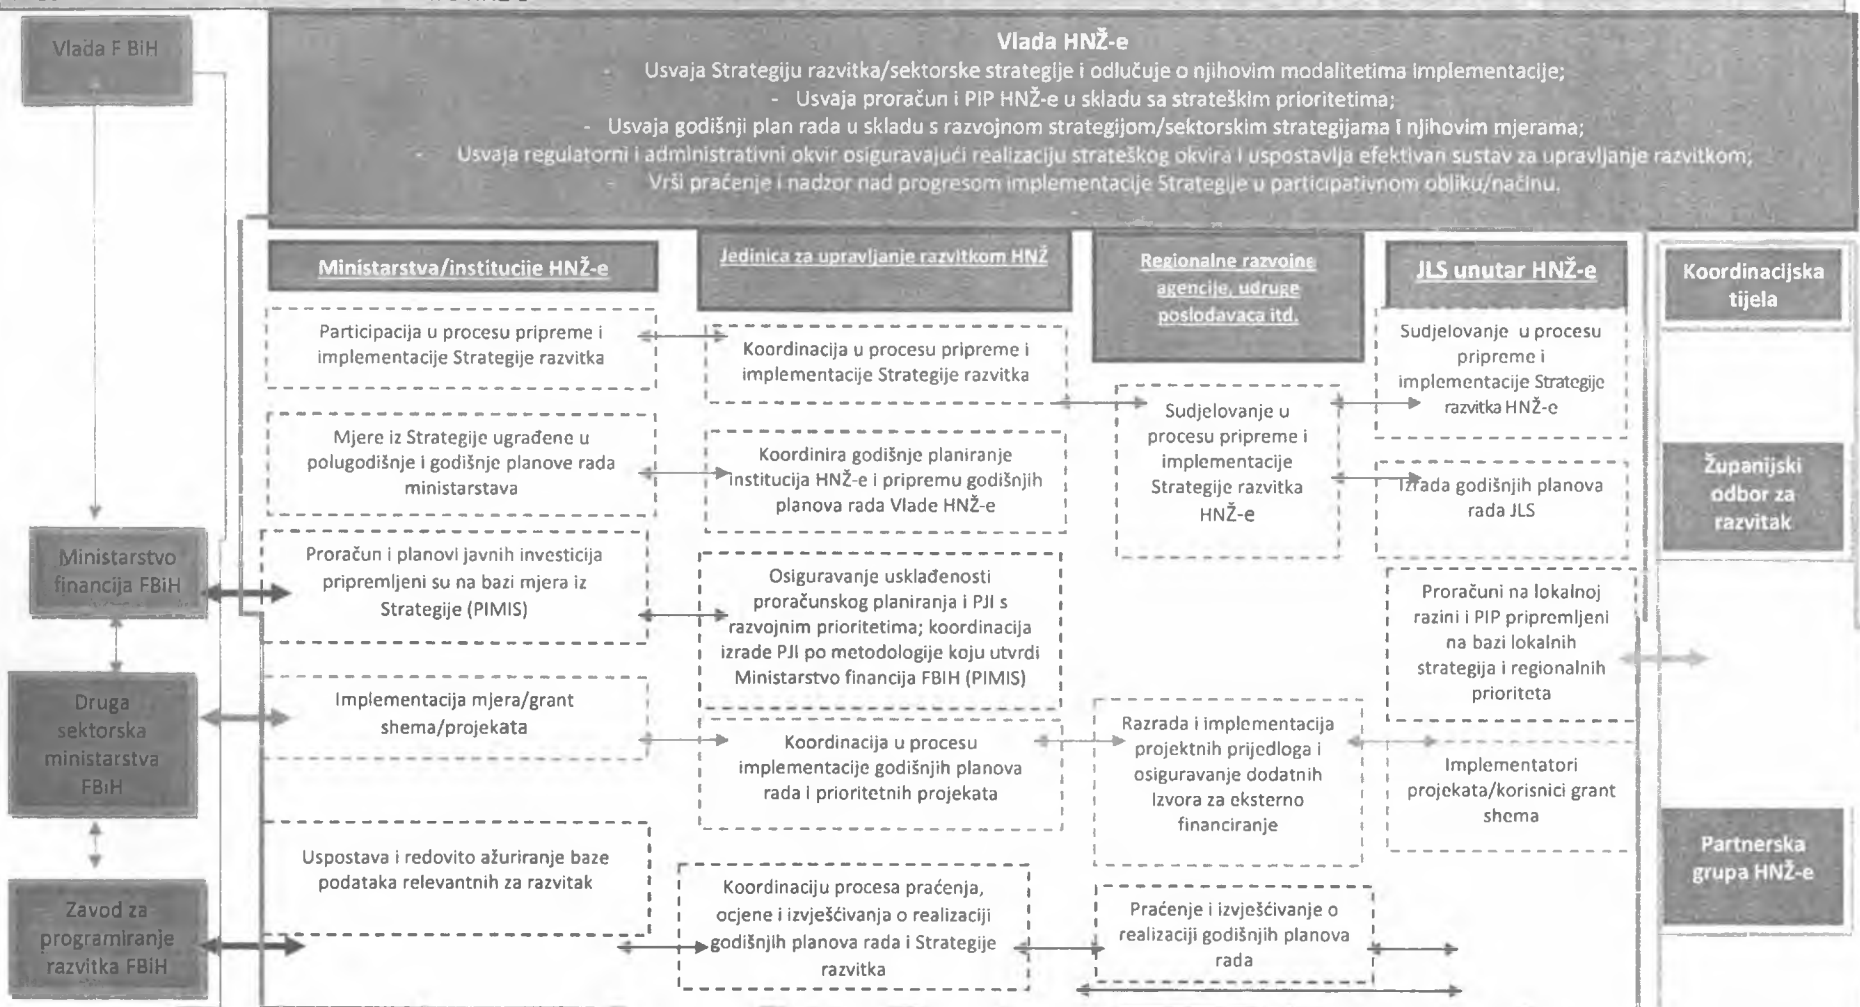 Vlada F BiH
Vlada HNŽ-e
- Usvaja Strategiju razvitka/sektorske strategije i odlučuje o njihovim modalitetima implementacije;
- Usvaja proračun i PIP HNŽ-e u skladu sa strateškim prioritetima;
- Usvaja godišnji plan rada u skladu s razvojnom strategijom/sektorskim strategijama i njihovim mjerama;
- Usvaja regulatorni i administrativni okvir osiguravajući realizaciju strateškog okvira i uspostavlja efektivan sustav za upravljanje razvitkom;
- Vrši praćenje i nadzor nad progresom implementacije Strategije u participativnom obliku/načinu.
Ministarstvo
financija FBiH
Druga
sektorska
ministarstva
FBiH
Zavod za
programiranje
razvitka FBiH
Ministarstva/institucije HNŽ-e
Participacija u procesu pripreme i
implementacije Strategije razvitka
Mjere iz Strategije ugrađene u
polugodišnje i godišnje planove rada
ministarstava
Proračun i planovi javnih investicija
pripremljeni su na bazi mjera iz
Strategije (PIMIS)
Implementacija mjera/grant
shema/projekata
Uspostava i redovito ažuriranje baze
podataka relevantnih za razvitak
Jedinica za upravljanje razvitkom HNŽ
Koordinacija u procesu pripreme i
implementacije Strategije razvitka
Koordinira godišnje planiranje
institucija HNŽ-e i pripremu godišnjih
planova rada Vlade HNŽ-e
Osiguravanje usklađenosti
proračunskog planiranja i PJI s
razvojnim prioritetima; koordinacija
izrade PJI po metodologije koju utvrdi
Ministarstvo financija FBIH (PIMIS)
Koordinacija u procesu
implementacije godišnjih planova
rada i prioritetnih projekata
Koordinaciju procesa praćenja,
ocjene i izvješćivanja o realizaciji
godišnjih planova rada i Strategije
razvitka
Regionalne razvojne
agencije, udruge
poslodavaca itd.
Sudjelovanje u
procesu pripreme i
implementacije
Strategije razvitka
HNŽ-e
Razrada i implementacija
projektnih prijedloga i
osiguravanje dodatnih
Izvora za eksterno
financiranje
Praćenje i izvješćivanje o
realizaciji godišnjih planova
rada
JLS unutar HNŽ-e
Sudjelovanje u procesu
pripreme i
implementacije Strategije
razvitka HNŽ-e
Izrada godišnjih planova
rada JLS
Proračuni na lokalnoj
razini i PIP pripremljeni
na bazi lokalnih
strategija i regionalnih
prioriteta
Implementatori
projekata/korisnici grant
shema
Koordinacijska
tijela
Županijski
odbor za
razvitak
Partnerska
grupa HNŽ-e